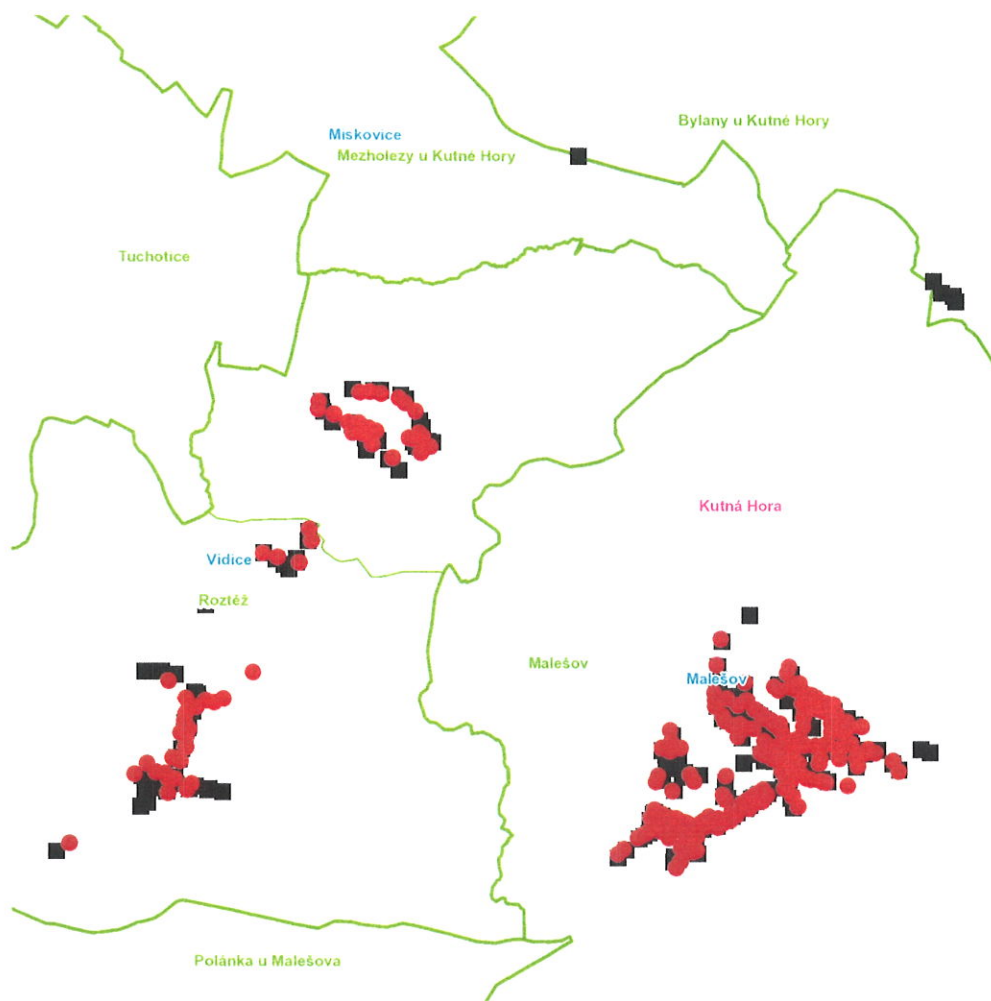 Bylany u Kutné Hory
Miskovice
Mezholezy u Kutné Hory
Tuchotice
Kutná Hora
Vidice
Roztěž
Malešov
Malešov
Polánka u Malešova